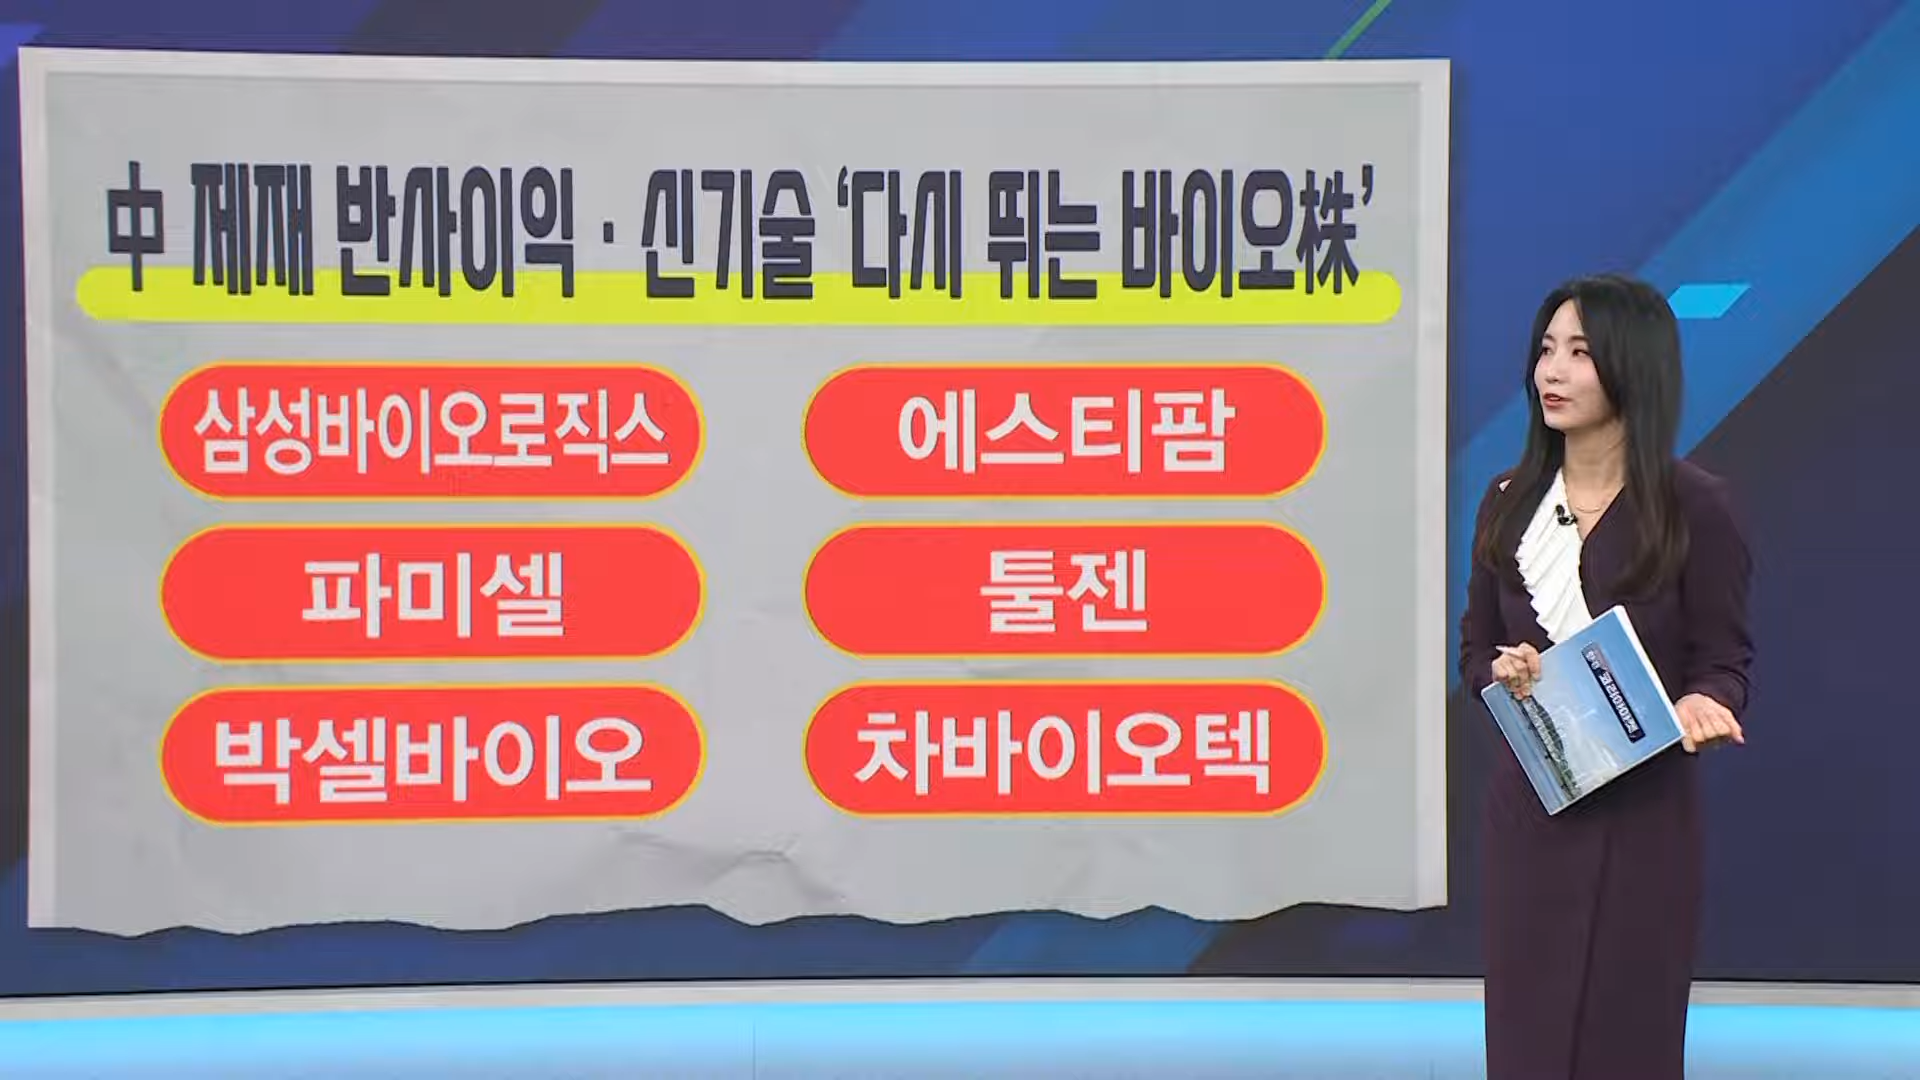 中 제재 반사이익 · 신기술 ‘다시 뛰는 바이오株’
삼성바이오로직스
에스티팜
파미셀
툴젠
박셀바이오
차바이오텍